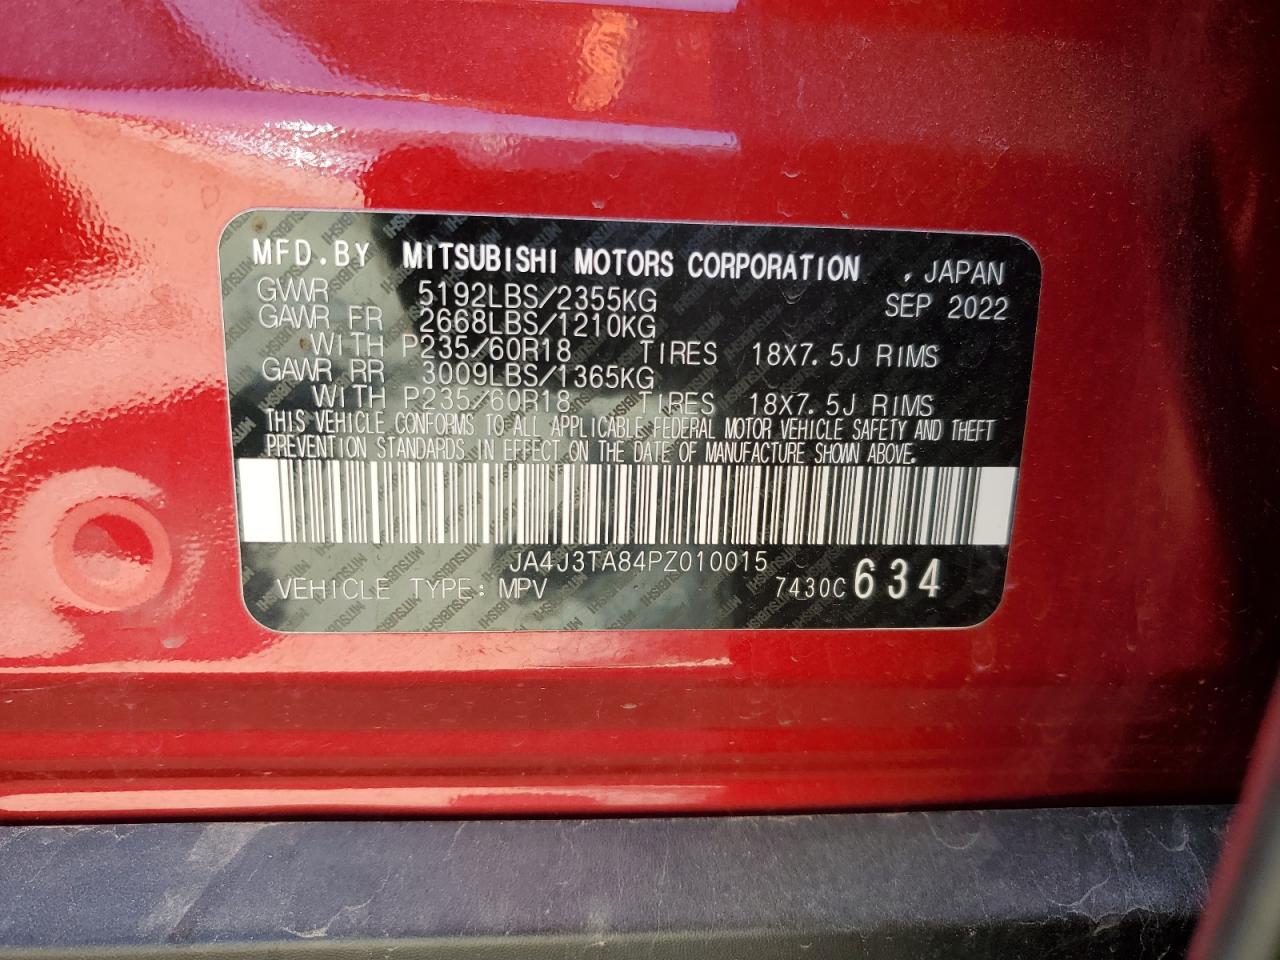 MFD.BY MITSUBISHI MOTORS CORPORATION , JAPAN
GVWR 5192LBS/2355KG SEP 2022
GAWR FR 2668LBS/1210KG
WITH P235/60R18 TIRES 18X7.5J RIMS
GAWR RR 3009LBS/1365KG
WITH P235/60R18 TIRES 18X7.5J RIMS
THIS VEHICLE CONFORMS TO ALL APPLICABLE FEDERAL MOTOR VEHICLE SAFETY AND THEFT
PREVENTION STANDARDS IN EFFECT ON THE DATE OF MANUFACTURE SHOWN ABOVE.
JA4J3TA84PZ010015
VEHICLE TYPE: MPV 7430C 634